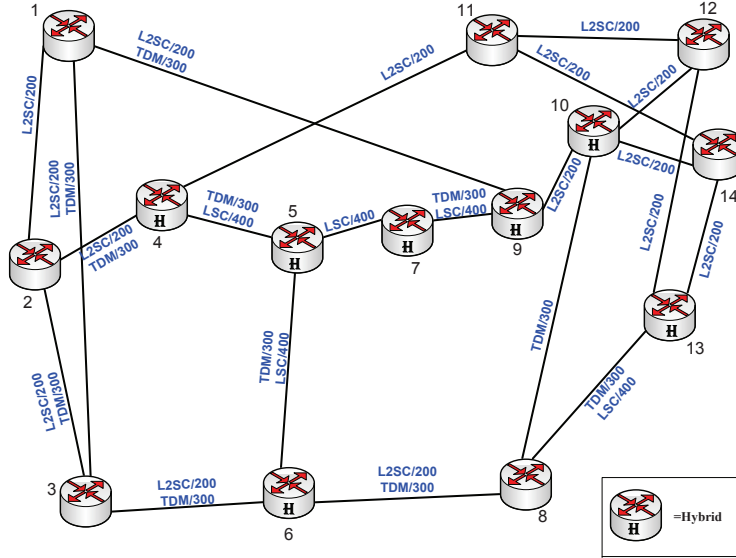 1
11
12
L2SC/200
TDM/300
L2SC/200
L2SC/200
L2SC/200
L2SC/200
10
L2SC/200
H
L2SC/200
14
L2SC/200
TDM/300
H
4
TDM/300
LSC/400
5
H
LSC/400
H
7
TDM/300
LSC/400
H
9
L2SC/200
L2SC/200
TDM/300
2
L2SC/200
L2SC/200
H
13
TDM/300
LSC/400
TDM/300
TDM/300
LSC/400
L2SC/200
TDM/300
3
L2SC/200
TDM/300
H
6
L2SC/200
TDM/300
8
H
=Hybrid